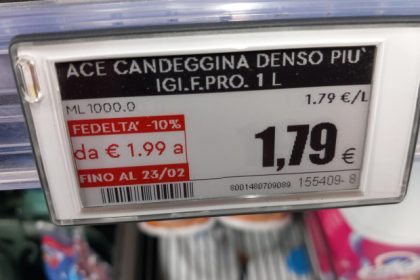 ACE CANDEGGINA DENSO PIU`
IGI.F.PRO. 1 L
ML1000.0
1.79 €/L
FEDELTA' -10%
da € 1.99 a
1,79 €
FINO AL 23/02
8001480709089
155409- 8